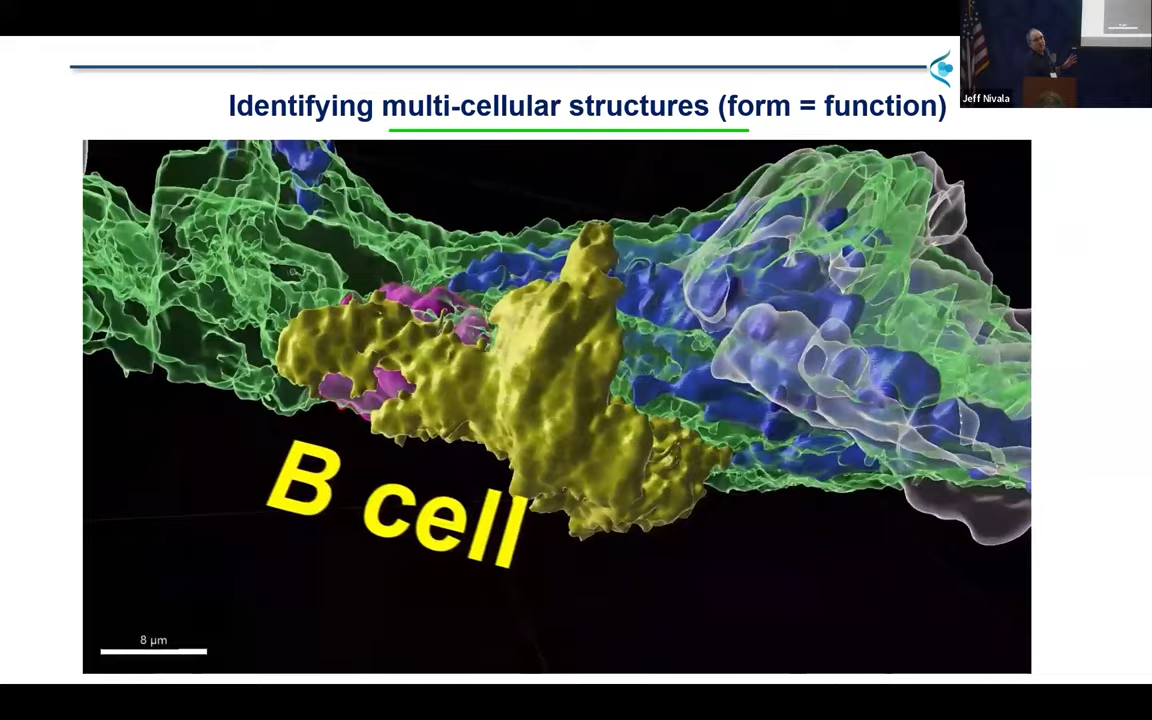 Jeff Nivala
Identifying multi-cellular structures (form = function)
B cell
8 µm